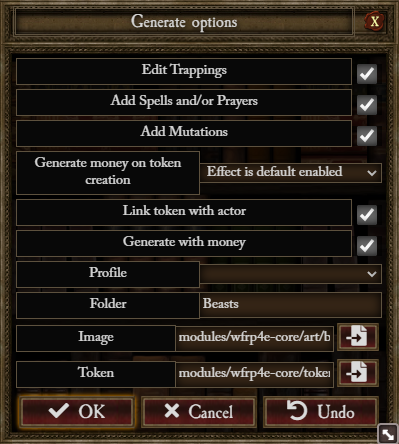 Generate options
X
Edit Trappings
Add Spells and/or Prayers
Add Mutations
Generate money on token
creation
Effect is default enabled
Link token with actor
Generate with money
Profile
Folder
Beasts
Image
modules/wfrp4e-core/art/b
Token
modules/wfrp4e-core/toke
OK
Cancel
Undo